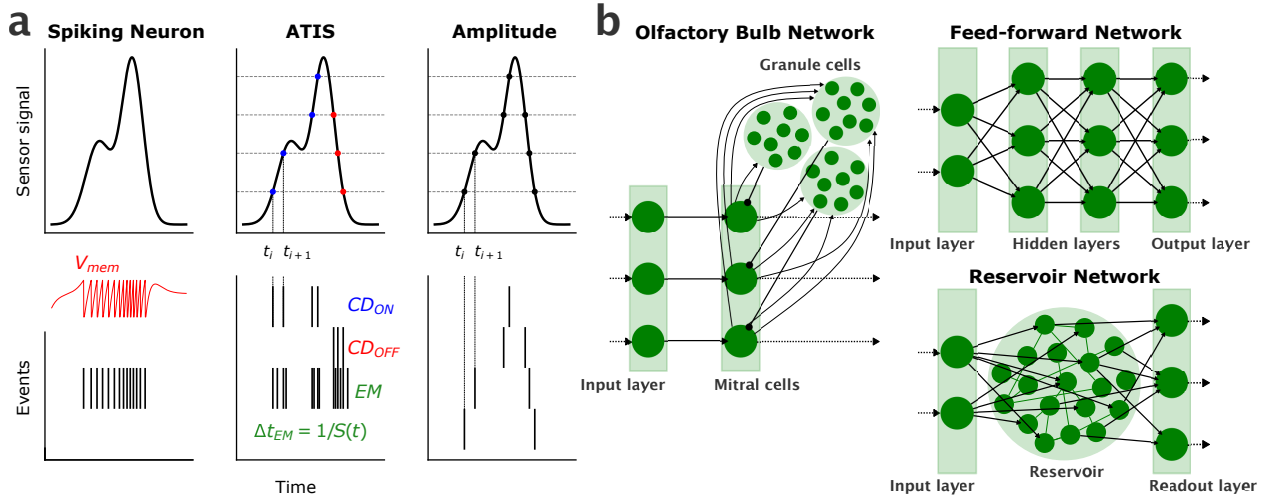 a
Spiking Neuron
ATIS
Amplitude
Sensor signal
t_i
t_{i+1}
t_i
t_{i+1}
V_mem
CD_ON
CD_OFF
EM
Δt_EM = 1/S(t)
Events
Time
b
Olfactory Bulb Network
Granule cells
Input layer
Mitral cells
Feed-forward Network
Input layer
Hidden layers
Output layer
Reservoir Network
Reservoir
Input layer
Readout layer